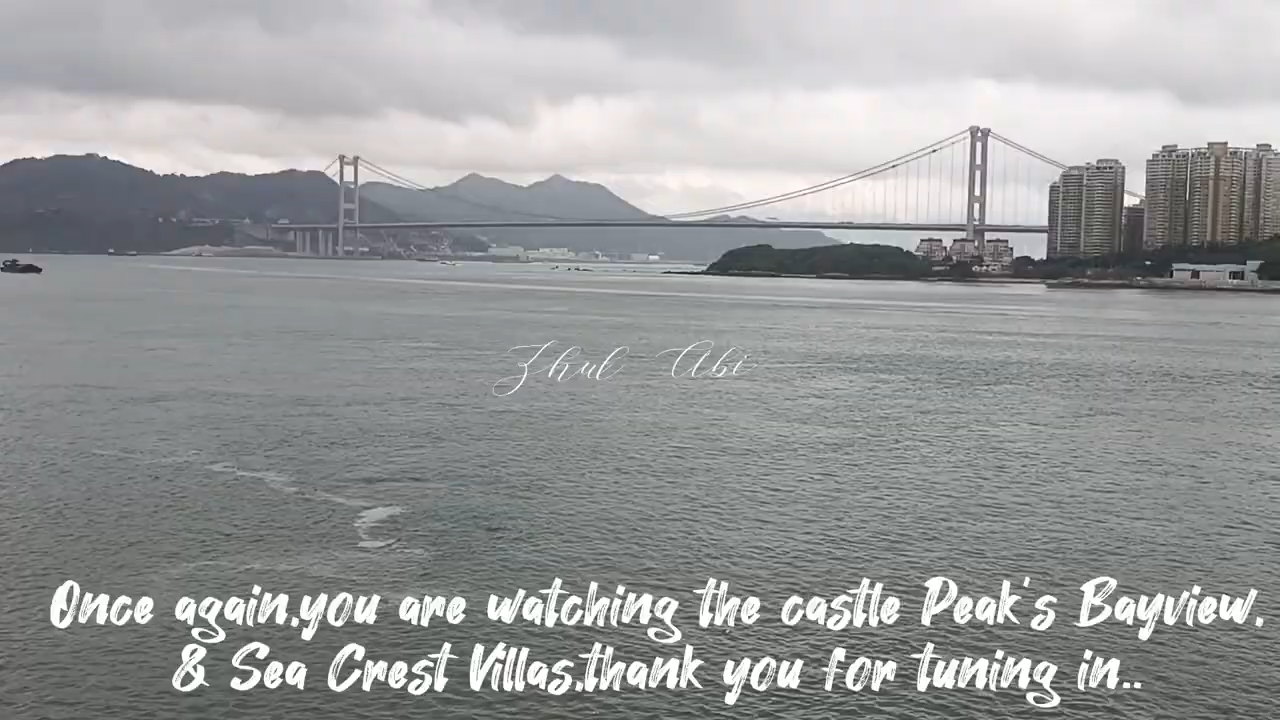 Zhul Abi
Once again,you are watching the castle Peak's Bayview,
& Sea Crest Villas,thank you for tuning in..